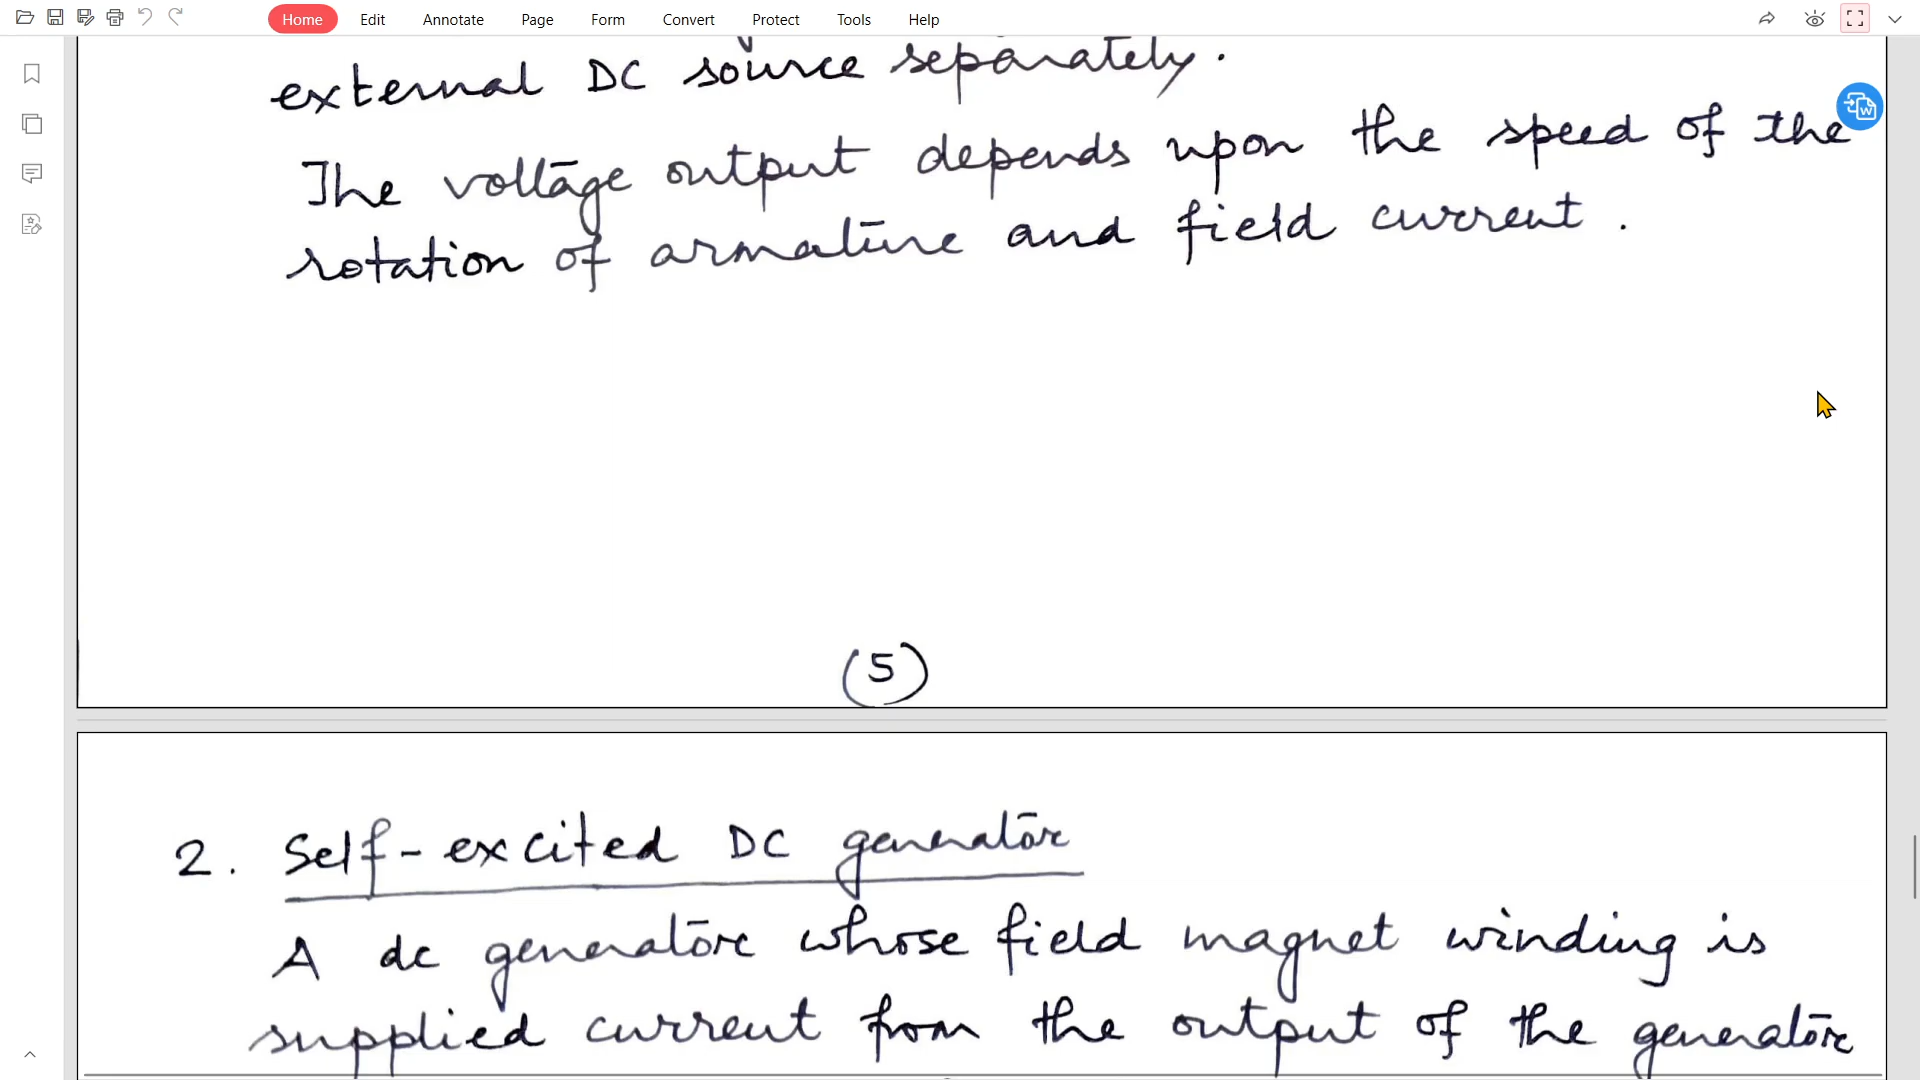 Home Edit Annotate Page Form Convert Protect Tools Help
external DC source separately.
The voltage output depends upon the speed of the
rotation of armature and field current.
(5)
2. Self-excited DC generator
A dc generator whose field magnet winding is
supplied current from the output of the generator